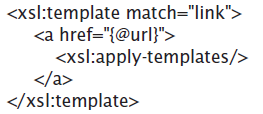 <xsl:template match="link">
    <a href="{@url}">
        <xsl:apply-templates/>
    </a>
</xsl:template>